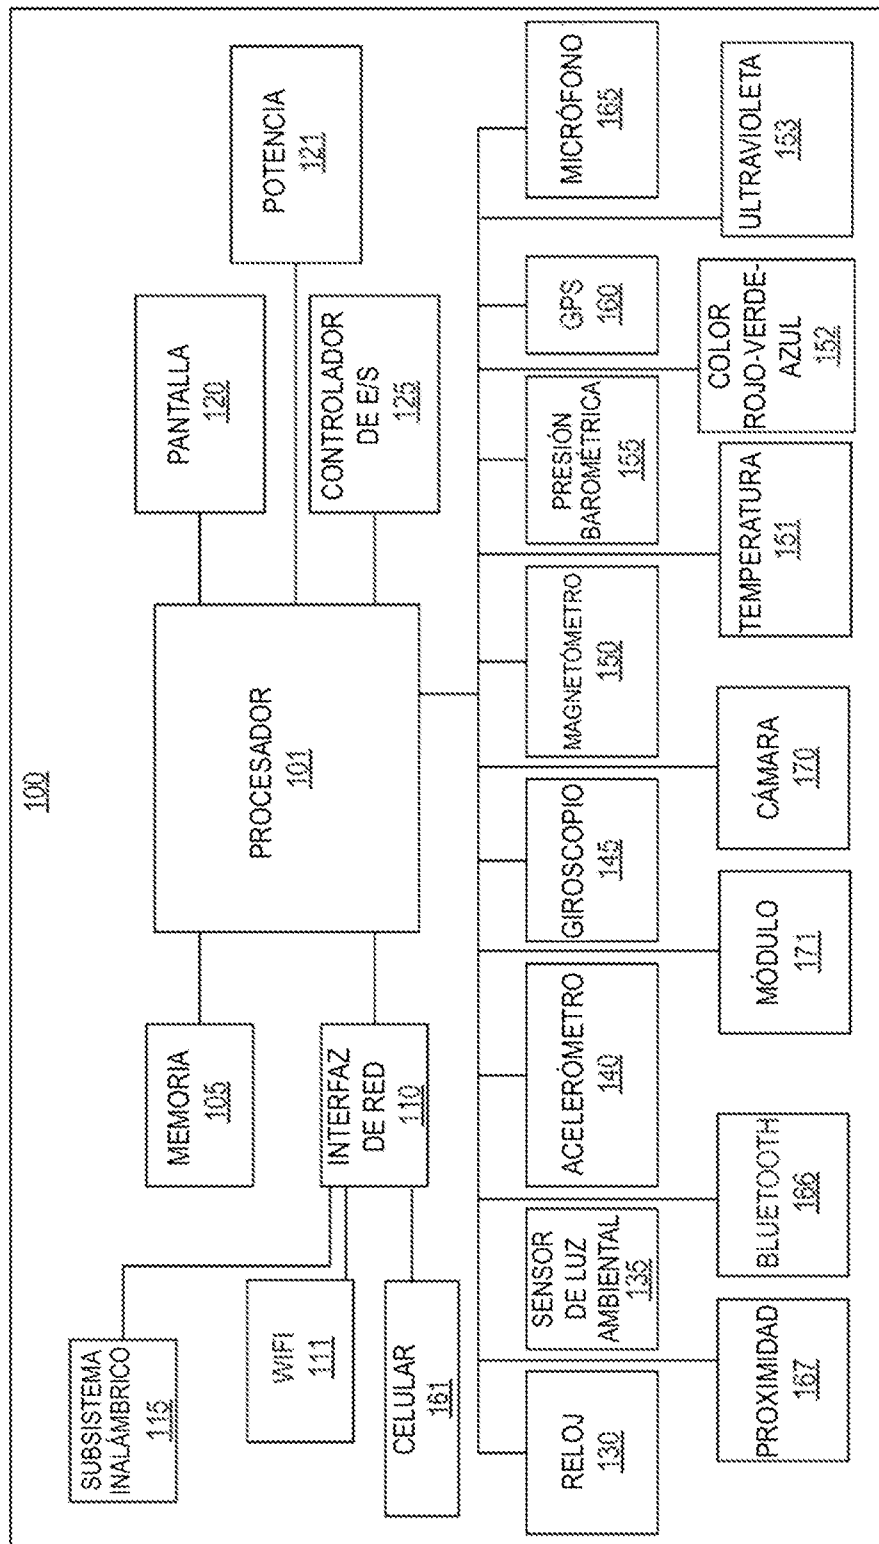 100
SUBSISTEMA
INALÁMBRICO
115
WIFI
111
CELULAR
161
MEMORIA
105
INTERFAZ
DE RED
110
PROCESADOR
101
PANTALLA
120
CONTROLADOR
DE E/S
125
POTENCIA
121
RELOJ
130
SENSOR
DE LUZ
AMBIENTAL
135
ACELERÓMETRO
140
GIROSCOPIO
145
MAGNETÓMETRO
150
PRESIÓN
BAROMÉTRICA
155
GPS
160
MICRÓFONO
165
PROXIMIDAD
167
BLUETOOTH
166
MÓDULO
171
CÁMARA
170
TEMPERATURA
151
COLOR
ROJO-VERDE-
AZUL
152
ULTRAVIOLETA
153